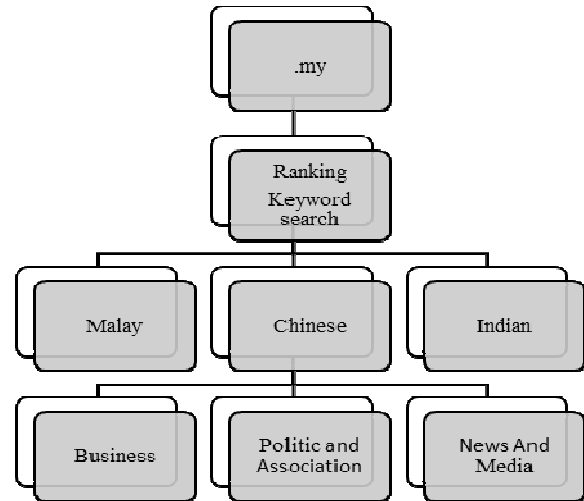 .my
Ranking
Keyword
search
Malay
Chinese
Indian
Business
Politic and
Association
News And
Media